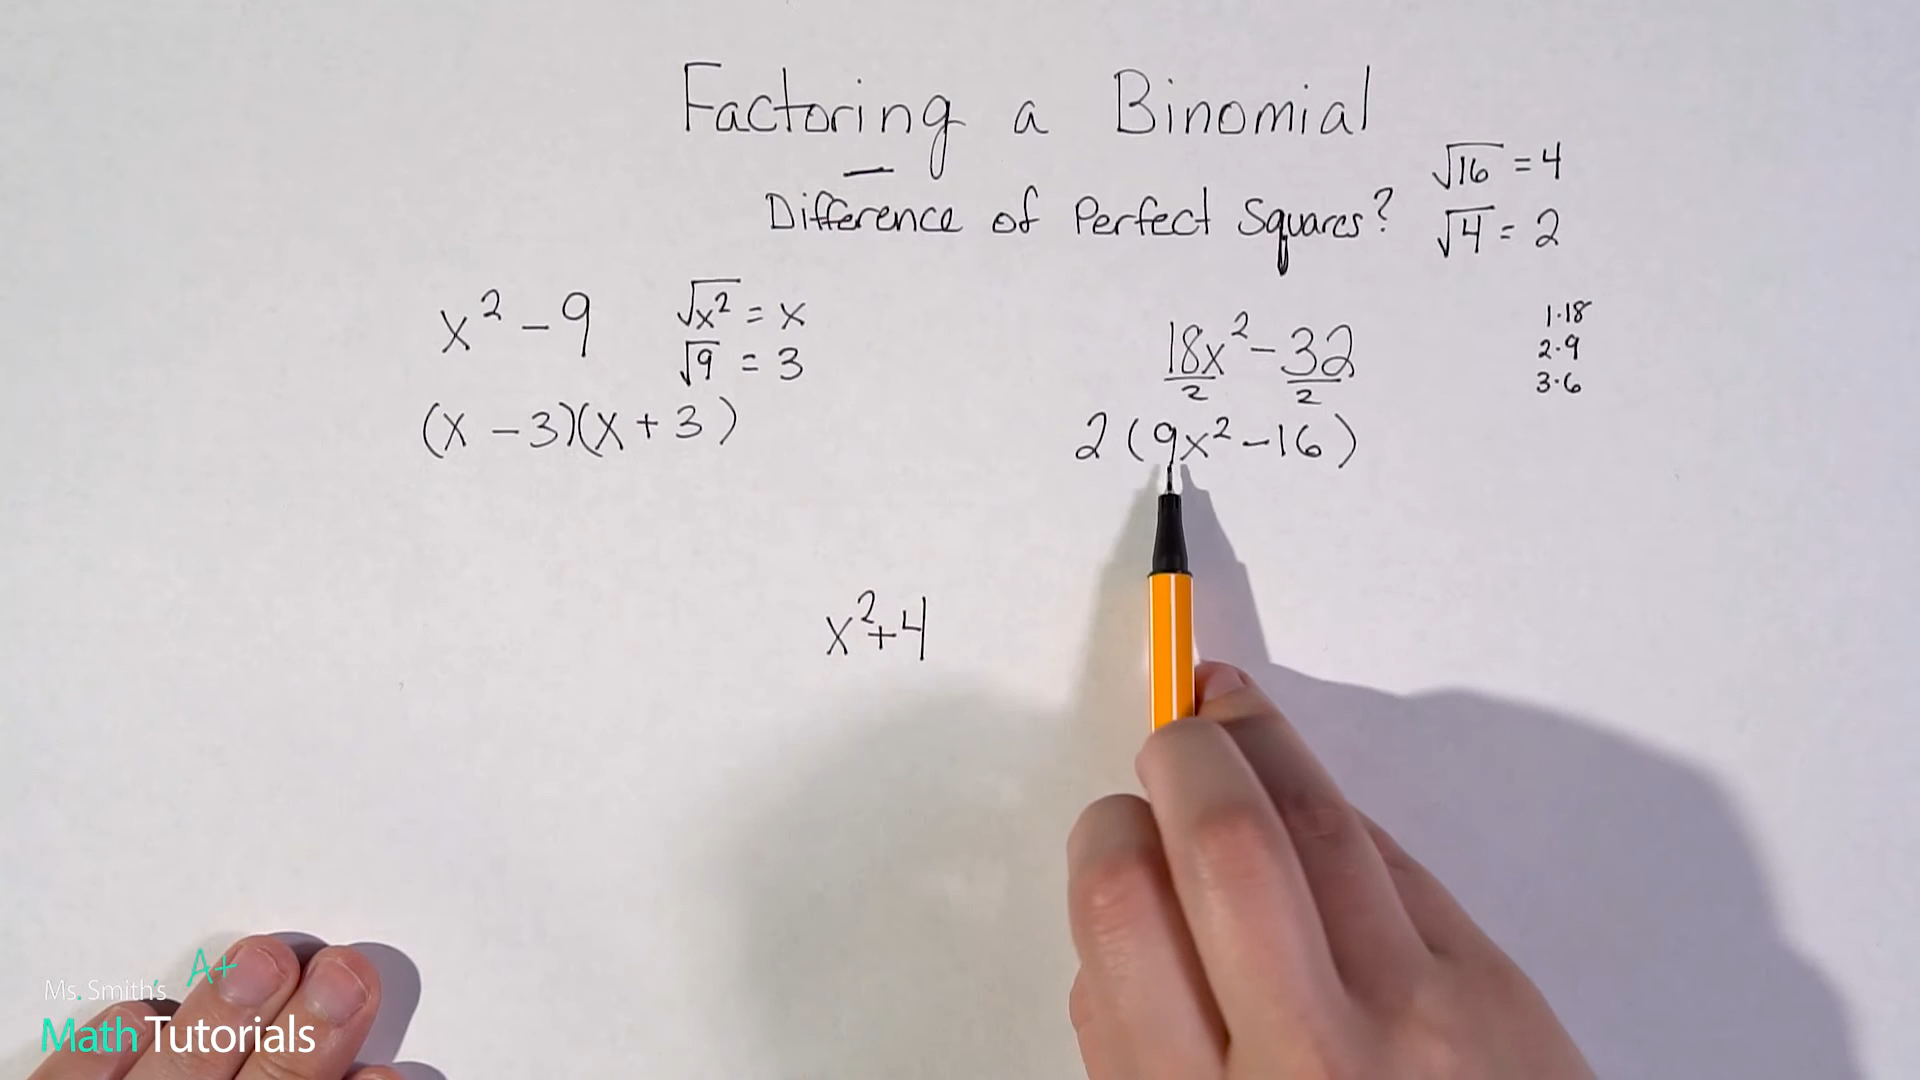 Factoring a Binomial
Difference of Perfect Squares?
√16 = 4
√4 = 2
x² - 9
√x² = x
√9 = 3
(x - 3)(x + 3)
18x² - 32
2 2
2(9x² - 16)
1·18
2·9
3·6
x² + 4
Ms. Smith's A+
Math Tutorials